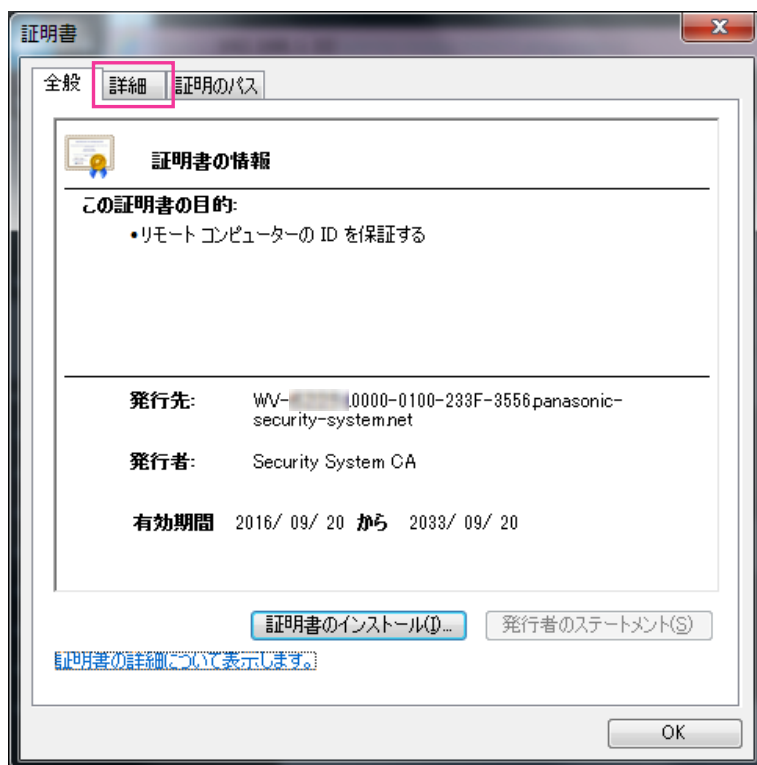 証明書
全般 詳細 証明のパス
証明書の情報
この証明書の目的:
•リモート コンピューターの ID を保証する
発行先: WV- .0000-0100-233F-3556.panasonic-
security-system.net
発行者: Security System CA
有効期間 2016/ 09/ 20 から 2033/ 09/ 20
証明書のインストール(I)... 発行者のステートメント(S)
証明書の詳細について表示します。
OK